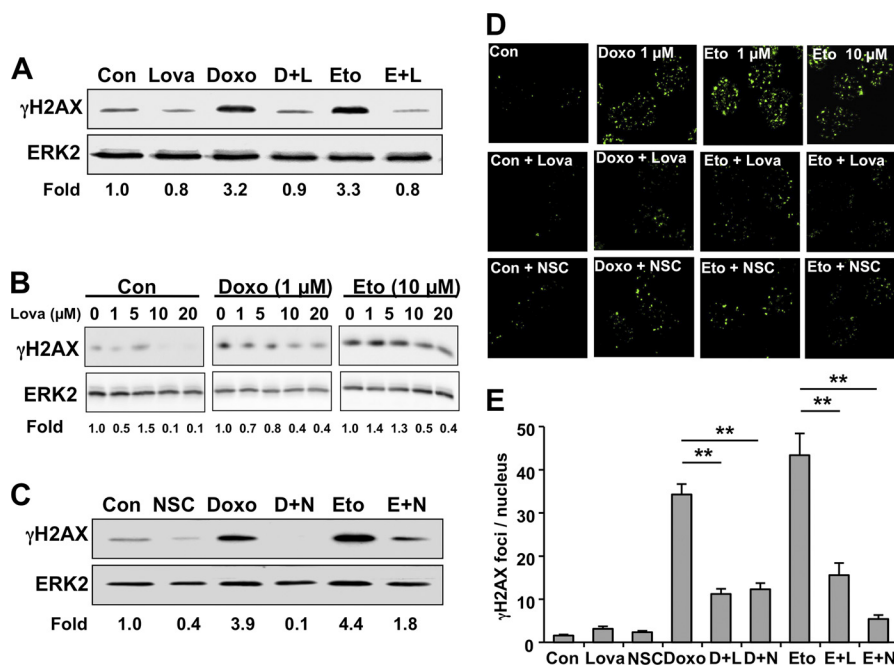 A
Con Lova Doxo D+L Eto E+L
γH2AX
ERK2
Fold 1.0 0.8 3.2 0.9 3.3 0.8
B
Con Doxo (1 µM) Eto (10 µM)
Lova (µM) 0 1 5 10 20 0 1 5 10 20 0 1 5 10 20
γH2AX
ERK2
Fold 1.0 0.5 1.5 0.1 0.1 1.0 0.7 0.8 0.4 0.4 1.0 1.4 1.3 0.5 0.4
C
Con NSC Doxo D+N Eto E+N
γH2AX
ERK2
Fold 1.0 0.4 3.9 0.1 4.4 1.8
D
Con Doxo 1 µM Eto 1 µM Eto 10 µM
Con + Lova Doxo + Lova Eto + Lova Eto + Lova
Con + NSC Doxo + NSC Eto + NSC Eto + NSC
E
γH2AX foci / nucleus
50
40
30
20
10
0
** ** ** **
Con Lova NSC Doxo D+L D+N Eto E+L E+N